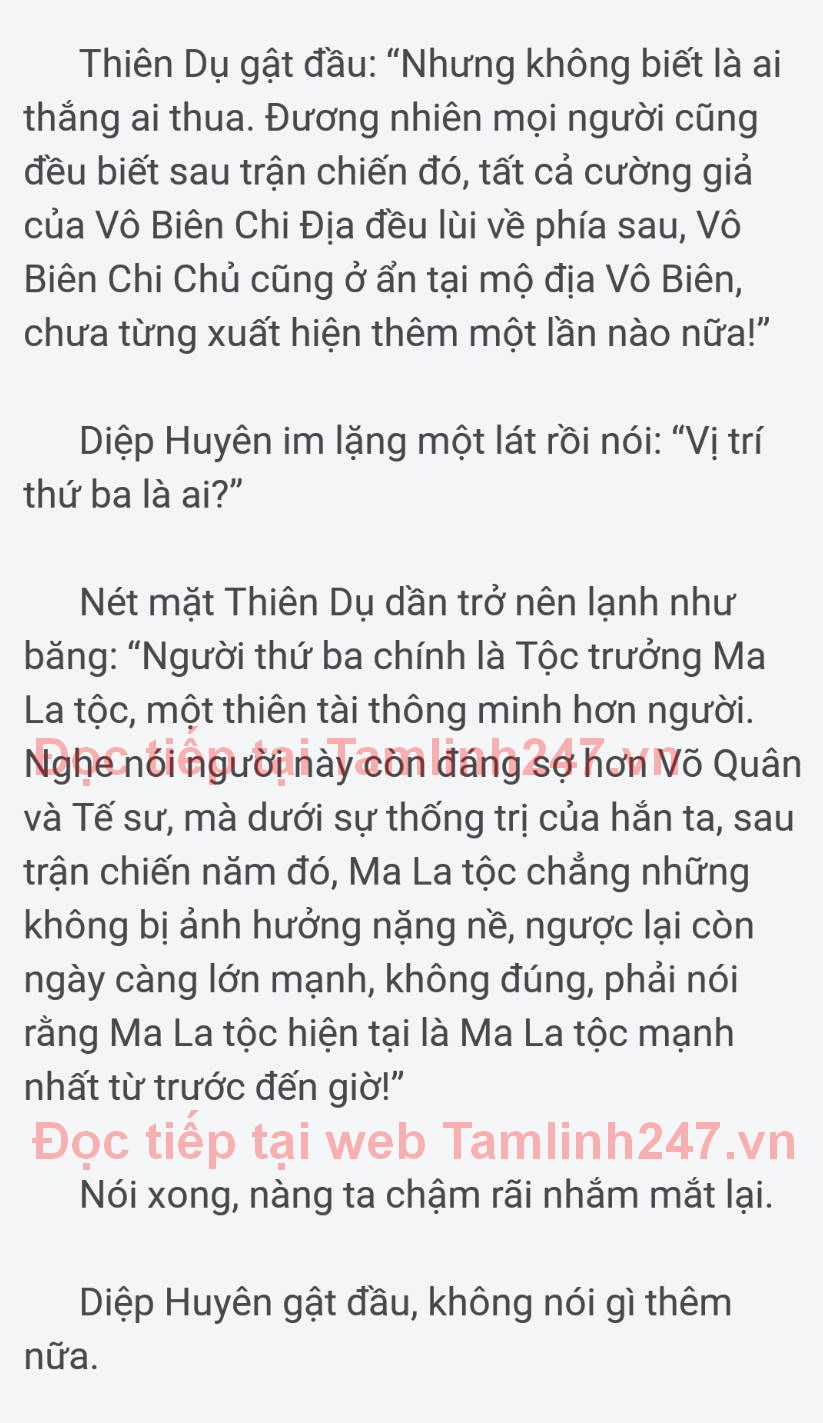 Thiên Dụ gật đầu: “Nhưng không biết là ai
thắng ai thua. Đương nhiên mọi người cũng
đều biết sau trận chiến đó, tất cả cường giả
của Vô Biên Chi Địa đều lùi về phía sau, Vô
Biên Chi Chủ cũng ở ẩn tại mộ địa Vô Biên,
chưa từng xuất hiện thêm một lần nào nữa!”
Diệp Huyên im lặng một lát rồi nói: “Vị trí
thứ ba là ai?”
Nét mặt Thiên Dụ dần trở nên lạnh như
băng: “Người thứ ba chính là Tộc trưởng Ma
La tộc, một thiên tài thông minh hơn người.
Đọc tiếp tại Tamlinh247.vn
Nghe nói người này còn đáng sợ hơn Võ Quân
và Tế sư, mà dưới sự thống trị của hắn ta, sau
trận chiến năm đó, Ma La tộc chẳng những
không bị ảnh hưởng nặng nề, ngược lại còn
ngày càng lớn mạnh, không đúng, phải nói
rằng Ma La tộc hiện tại là Ma La tộc mạnh
nhất từ trước đến giờ!”
Đọc tiếp tại web Tamlinh247.vn
Nói xong, nàng ta chậm rãi nhắm mắt lại.
Diệp Huyên gật đầu, không nói gì thêm
nữa.